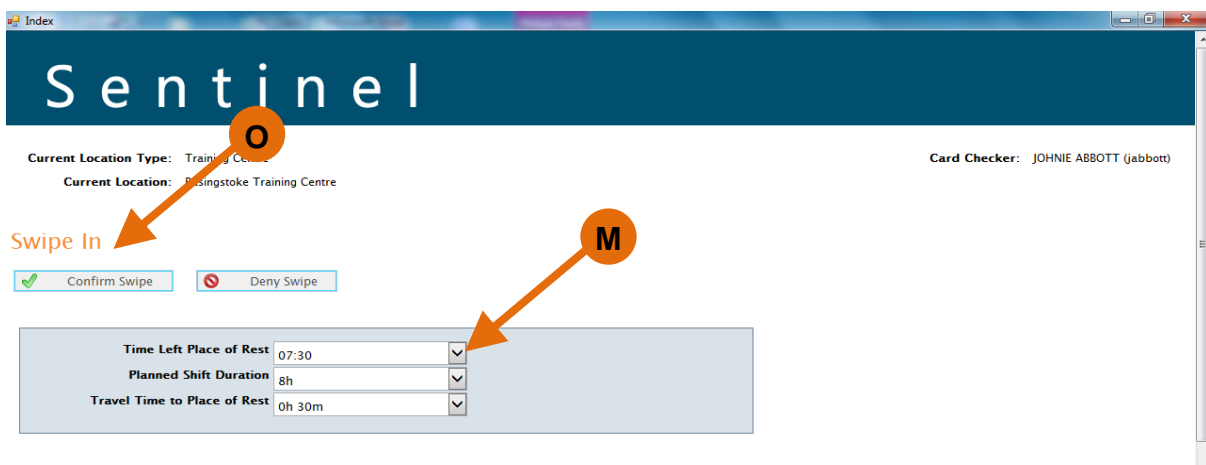 Index
Sentinel
O
Current Location Type: Training Centre
Card Checker: JOHNIE ABBOTT (jabbott)
Current Location: Basingstoke Training Centre
Swipe In
M
Confirm Swipe
Deny Swipe
Time Left Place of Rest 07:30
Planned Shift Duration 8h
Travel Time to Place of Rest 0h 30m